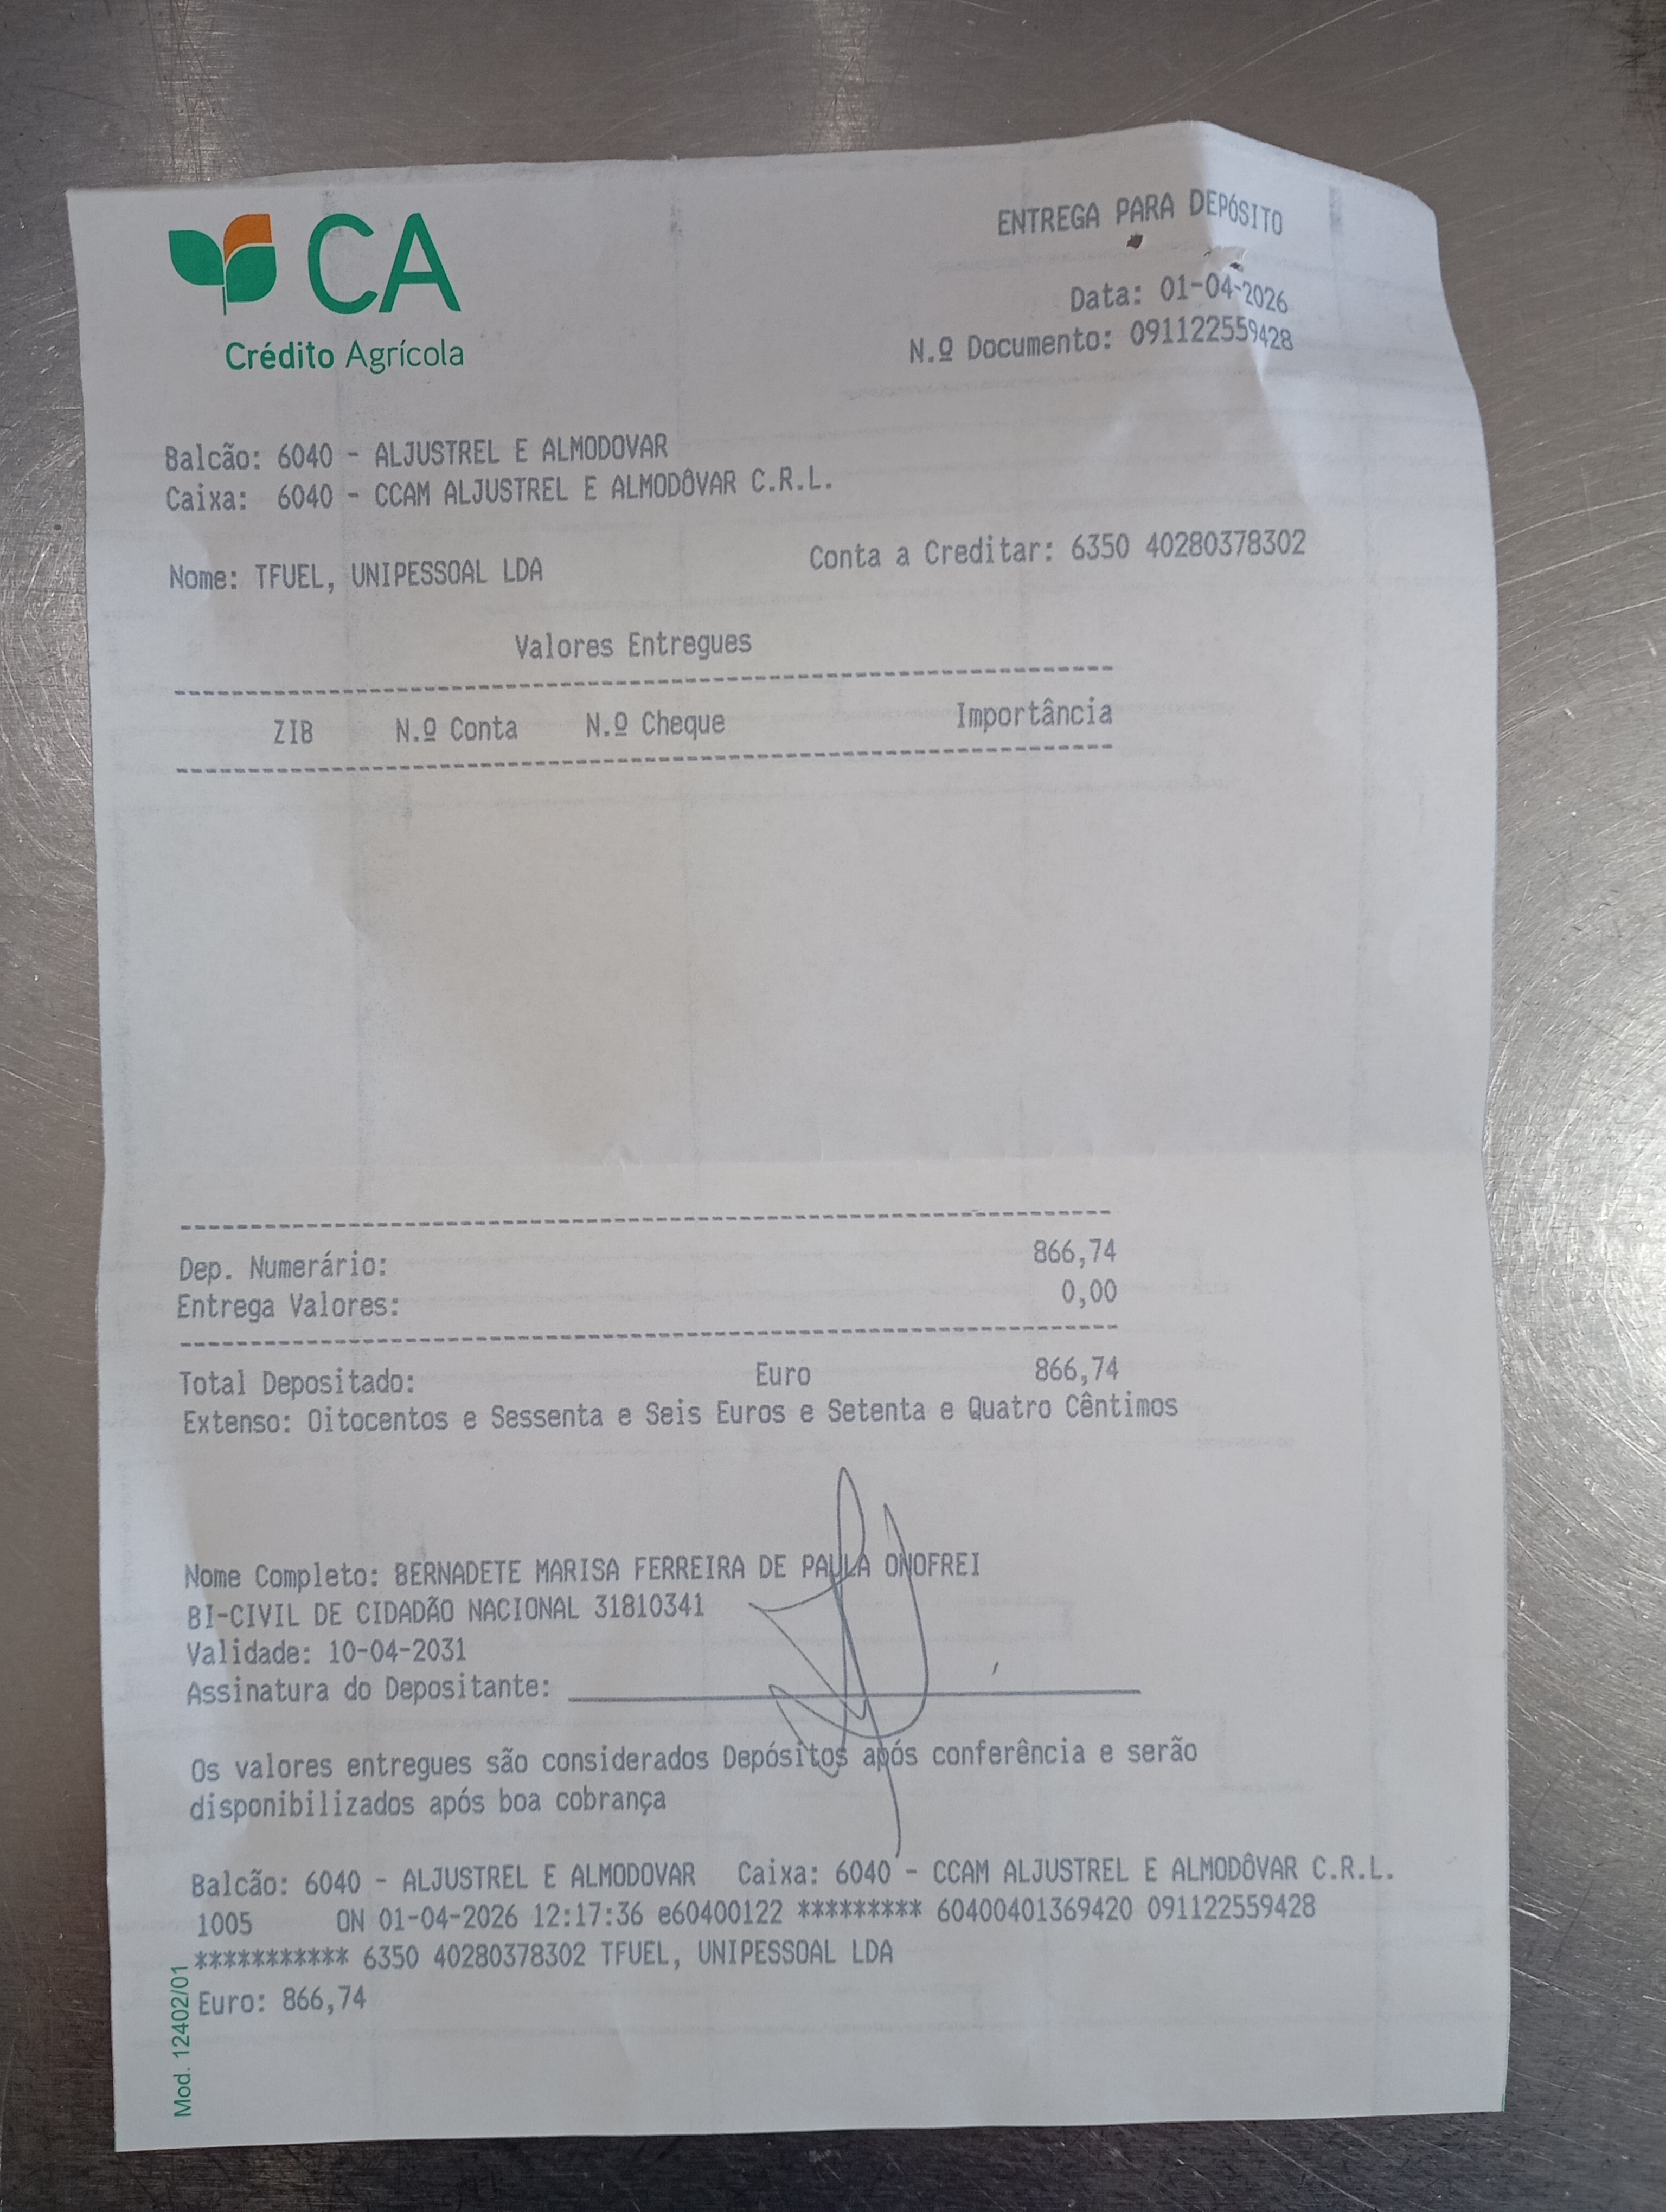 CA
Crédito Agrícola
ENTREGA PARA DEPÓSITO
Data: 01-04-2026
N.º Documento: 091122559428
Balcão: 6040 - ALJUSTREL E ALMODOVAR
Caixa: 6040 - CCAM ALJUSTREL E ALMODÔVAR C.R.L.
Conta a Creditar: 6350 40280378302
Nome: TFUEL, UNIPESSOAL LDA
Valores Entregues
ZIB N.º Conta N.º Cheque Importância
Dep. Numerário: 866,74
Entrega Valores: 0,00
Total Depositado: Euro 866,74
Extenso: Oitocentos e Sessenta e Seis Euros e Setenta e Quatro Cêntimos
Nome Completo: BERNADETE MARISA FERREIRA DE PAULA ONOFREI
BI-CIVIL DE CIDADÃO NACIONAL 31810341
Validade: 10-04-2031
Assinatura do Depositante:
Os valores entregues são considerados Depósitos após conferência e serão
disponibilizados após boa cobrança
Balcão: 6040 - ALJUSTREL E ALMODOVAR Caixa: 6040 - CCAM ALJUSTREL E ALMODÔVAR C.R.L.
1005 ON 01-04-2026 12:17:36 e60400122 ********* 60400401369420 091122559428
*********** 6350 40280378302 TFUEL, UNIPESSOAL LDA
Euro: 866,74
Mod. 12402/01